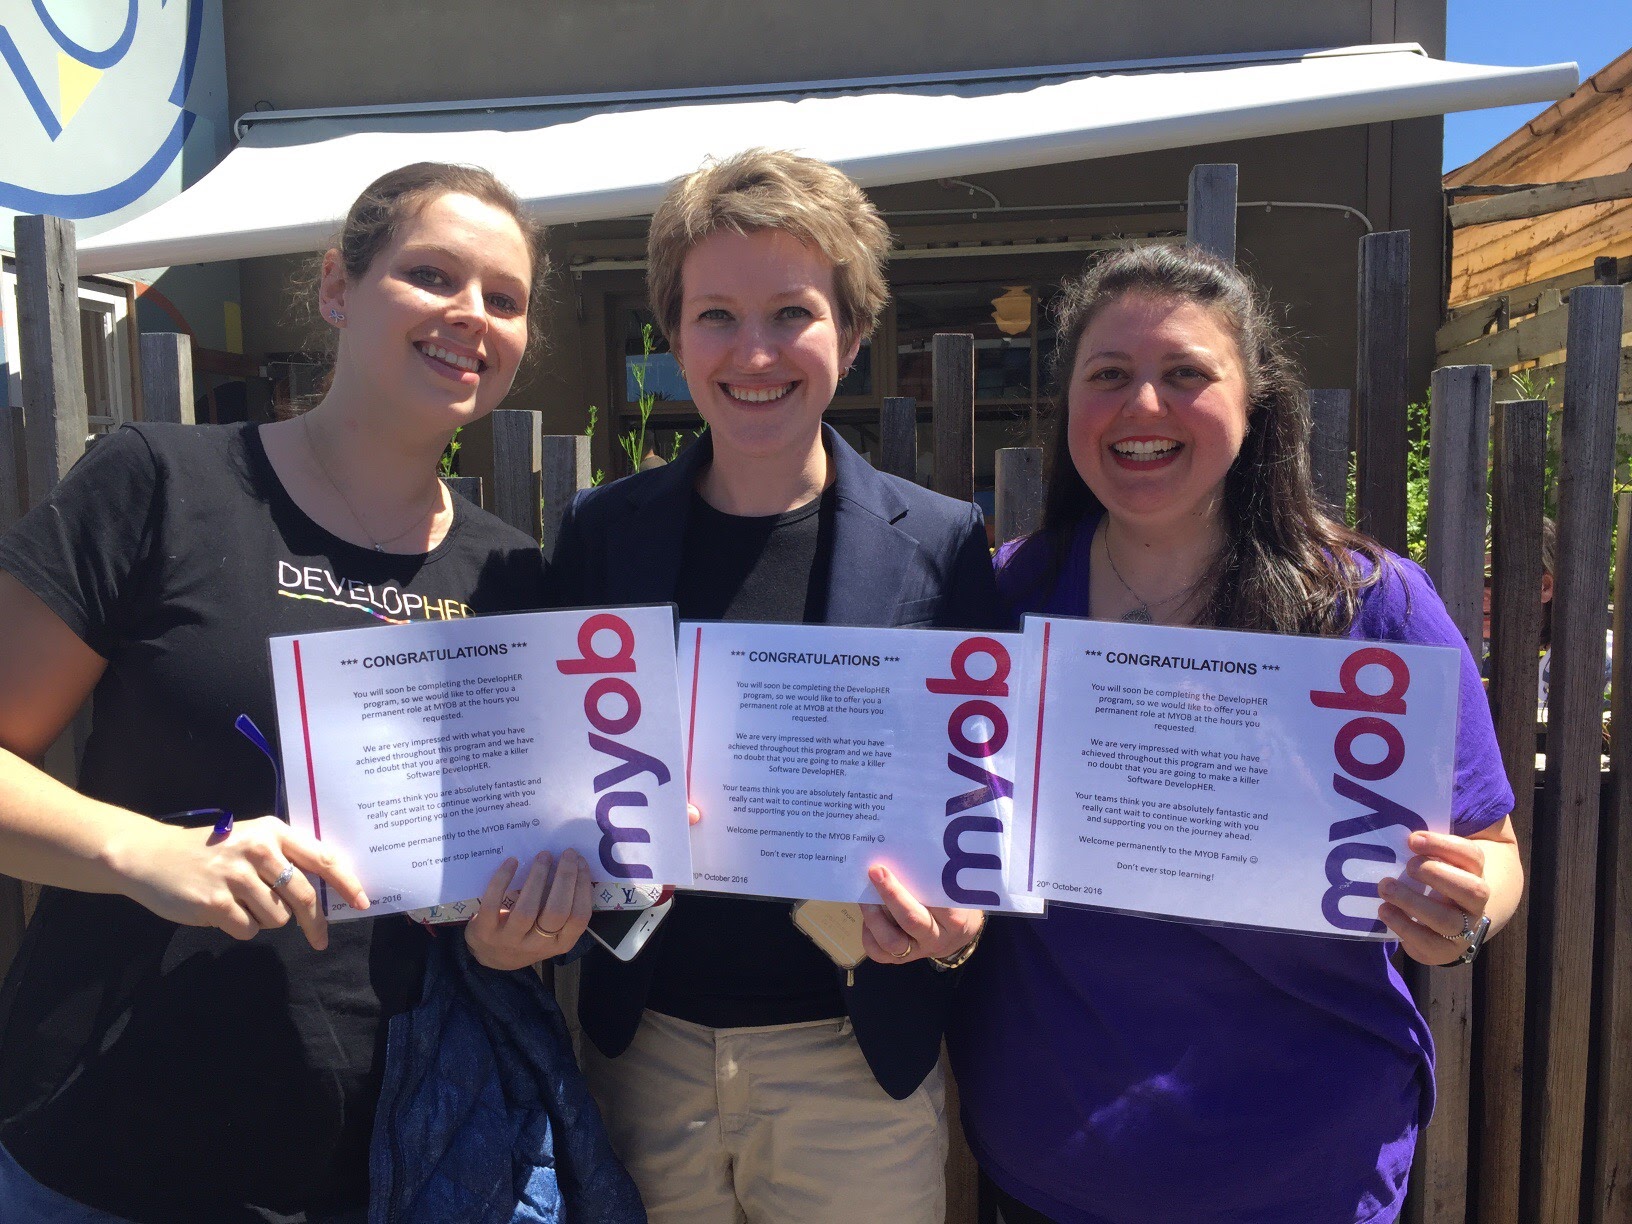 DEVELOPHER
*** CONGRATULATIONS ***
You will soon be completing the DevelopHER
program, so we would like to offer you a
permanent role at MYOB at the hours you
requested.
We are very impressed with what you have
achieved throughout this program and we have
no doubt that you are going to make a killer
Software DevelopHER.
Your teams think you are absolutely fantastic and
really cant wait to continue working with you
and supporting you on the journey ahead.
Welcome permanently to the MYOB Family ☺
Don't ever stop learning!
20th October 2016
myob
*** CONGRATULATIONS ***
You will soon be completing the DevelopHER
program, so we would like to offer you a
permanent role at MYOB at the hours you
requested.
We are very impressed with what you have
achieved throughout this program and we have
no doubt that you are going to make a killer
Software DevelopHER.
Your teams think you are absolutely fantastic and
really cant wait to continue working with you
and supporting you on the journey ahead.
Welcome permanently to the MYOB Family ☺
Don't ever stop learning!
20th October 2016
myob
*** CONGRATULATIONS ***
You will soon be completing the DevelopHER
program, so we would like to offer you a
permanent role at MYOB at the hours you
requested.
We are very impressed with what you have
achieved throughout this program and we have
no doubt that you are going to make a killer
Software DevelopHER.
Your teams think you are absolutely fantastic and
really cant wait to continue working with you
and supporting you on the journey ahead.
Welcome permanently to the MYOB Family ☺
Don't ever stop learning!
20th October 2016
myob
LV